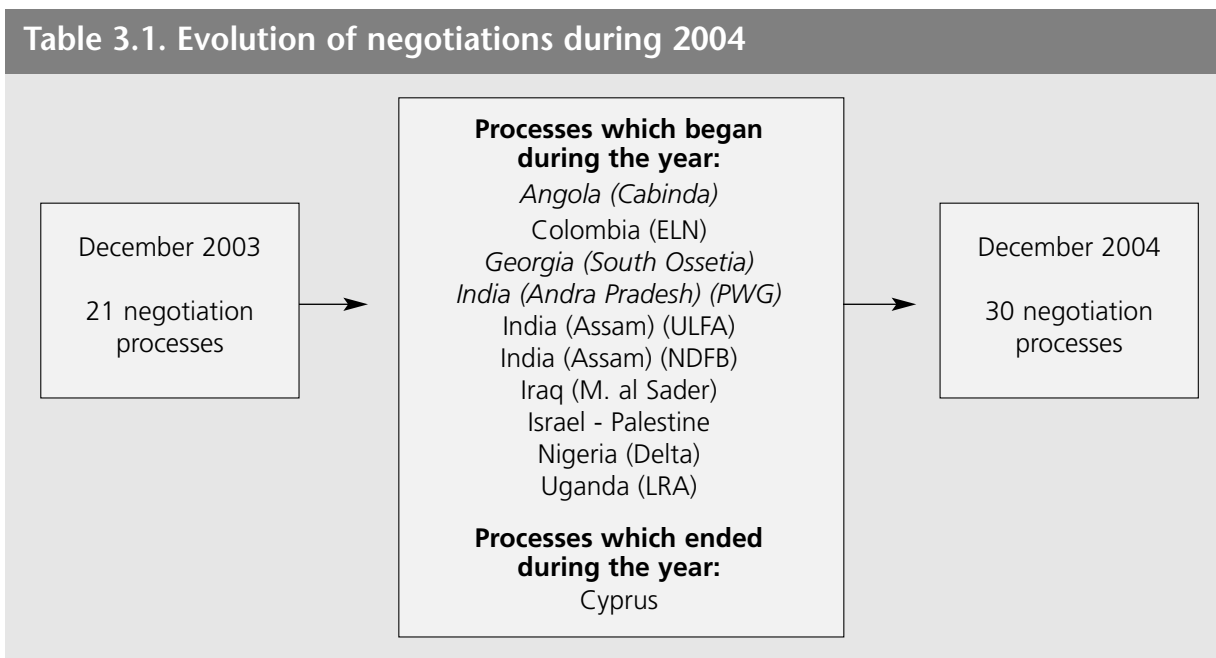 Table 3.1. Evolution of negotiations during 2004
December 2003
21 negotiation
processes
Processes which began
during the year:
Angola (Cabinda)
Colombia (ELN)
Georgia (South Ossetia)
India (Andra Pradesh) (PWG)
India (Assam) (ULFA)
India (Assam) (NDFB)
Iraq (M. al Sader)
Israel - Palestine
Nigeria (Delta)
Uganda (LRA)
Processes which ended
during the year:
Cyprus
December 2004
30 negotiation
processes